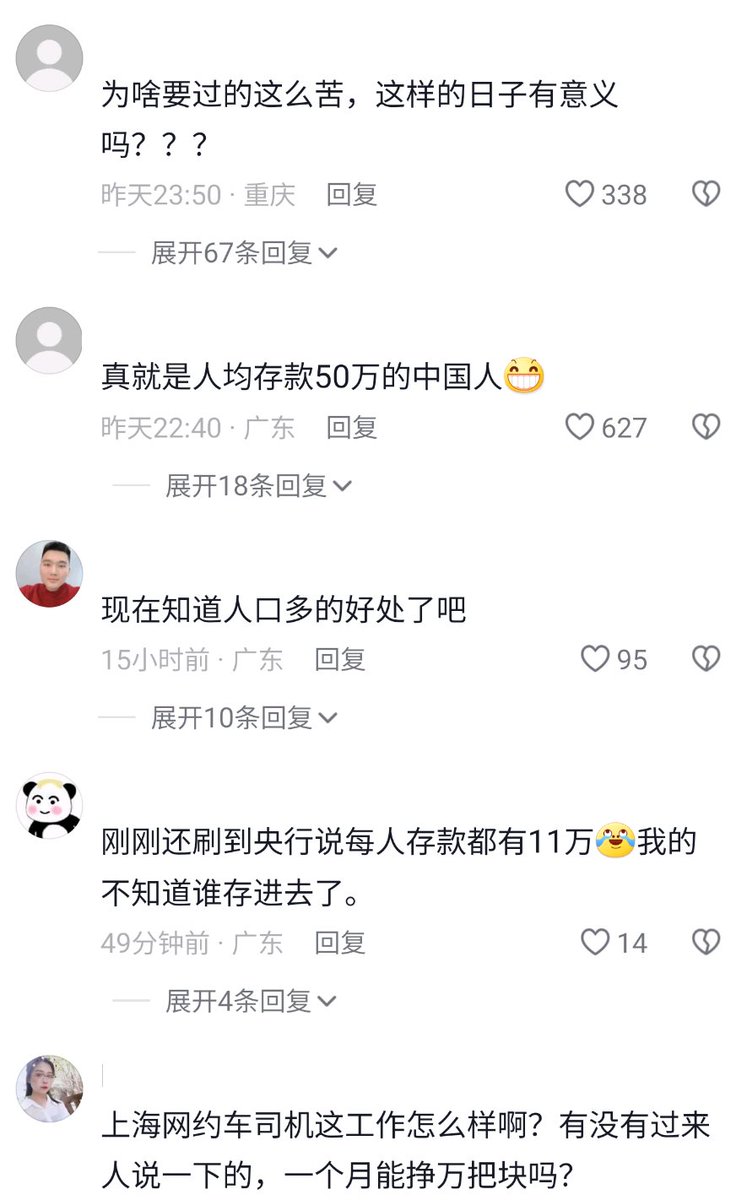 为啥要过的这么苦，这样的日子有意义
吗？？？
昨天23:50 · 重庆 回复 338
展开67条回复
真就是人均存款50万的中国人😁
昨天22:40 · 广东 回复 627
展开18条回复
现在知道人口多的好处了吧
15小时前 · 广东 回复 95
展开10条回复
刚刚还刷到央行说每人存款都有11万😂我的
不知道谁存进去了。
49分钟前 · 广东 回复 14
展开4条回复
上海网约车司机这工作怎么样啊？有没有过来
人说一下的，一个月能挣万把块吗？